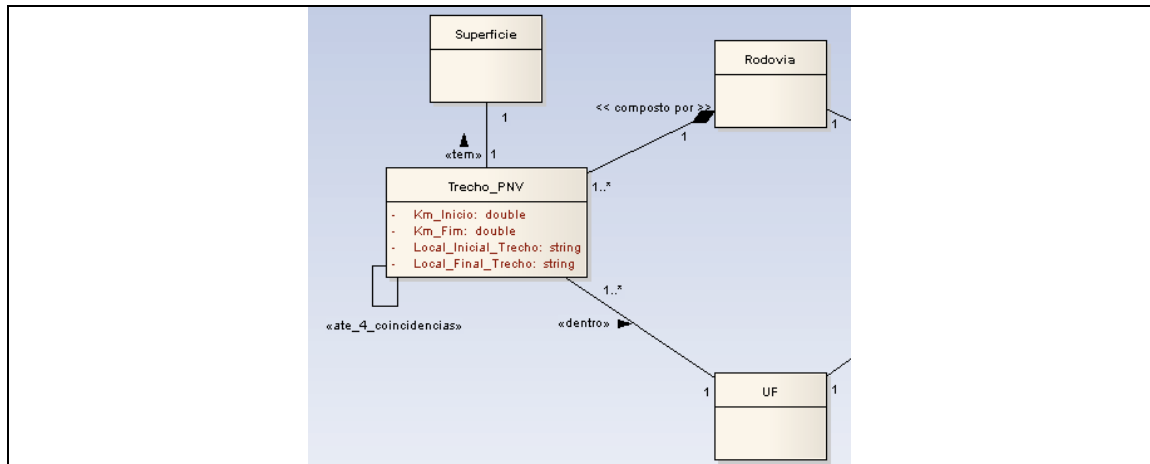 Superficie
Rodovia
<< composto por >>
1
1
1
«tem»
1
Trecho_PNV
1..*
- Km_Inicio: double
- Km_Fim: double
- Local_Inicial_Trecho: string
- Local_Final_Trecho: string
1..*
«ate_4_coincidencias»
«dentro»
1
UF
1